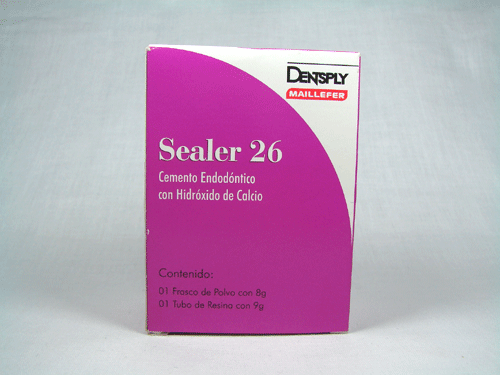 DENTSPLY
MAILLEFER
Sealer 26
Cemento Endodóntico
con Hidróxido de Calcio
Contenido:
01 Frasco de Polvo con 8g
01 Tubo de Resina con 9g